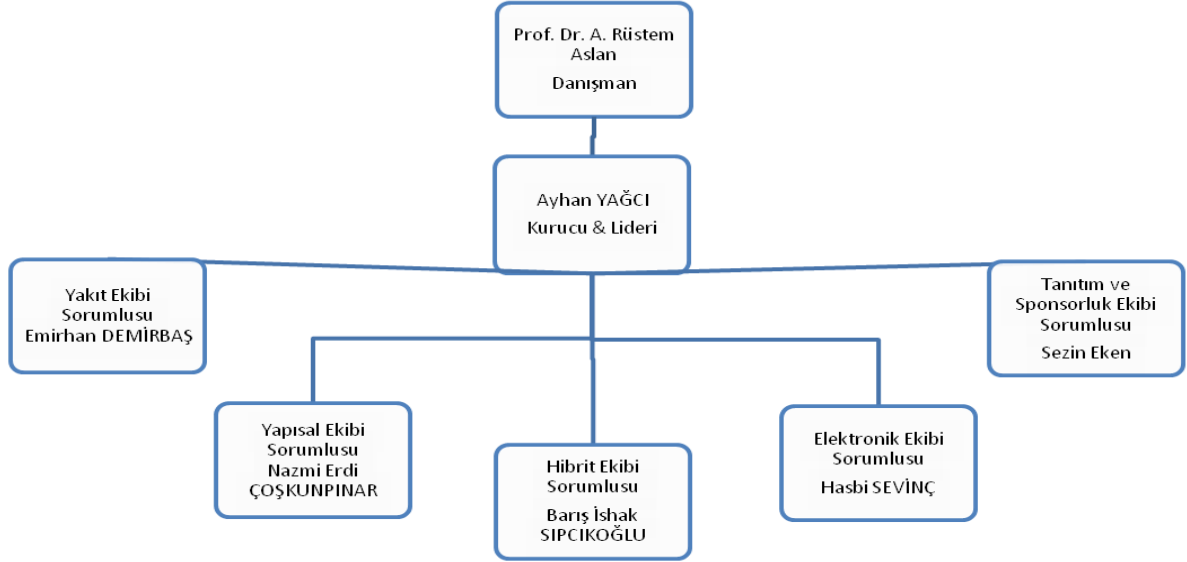 Prof. Dr. A. Rüstem
Aslan
Danışman
Ayhan YAĞCI
Kurucu & Lideri
Yakıt Ekibi
Sorumlusu
Emirhan DEMİRBAŞ
Tanıtım ve
Sponsorluk Ekibi
Sorumlusu
Sezin Eken
Yapısal Ekibi
Sorumlusu
Nazmi Erdi
ÇOŞKUNPINAR
Hibrit Ekibi
Sorumlusu
Barış İshak
SIPCIKOĞLU
Elektronik Ekibi
Sorumlusu
Hasbi SEVİNÇ